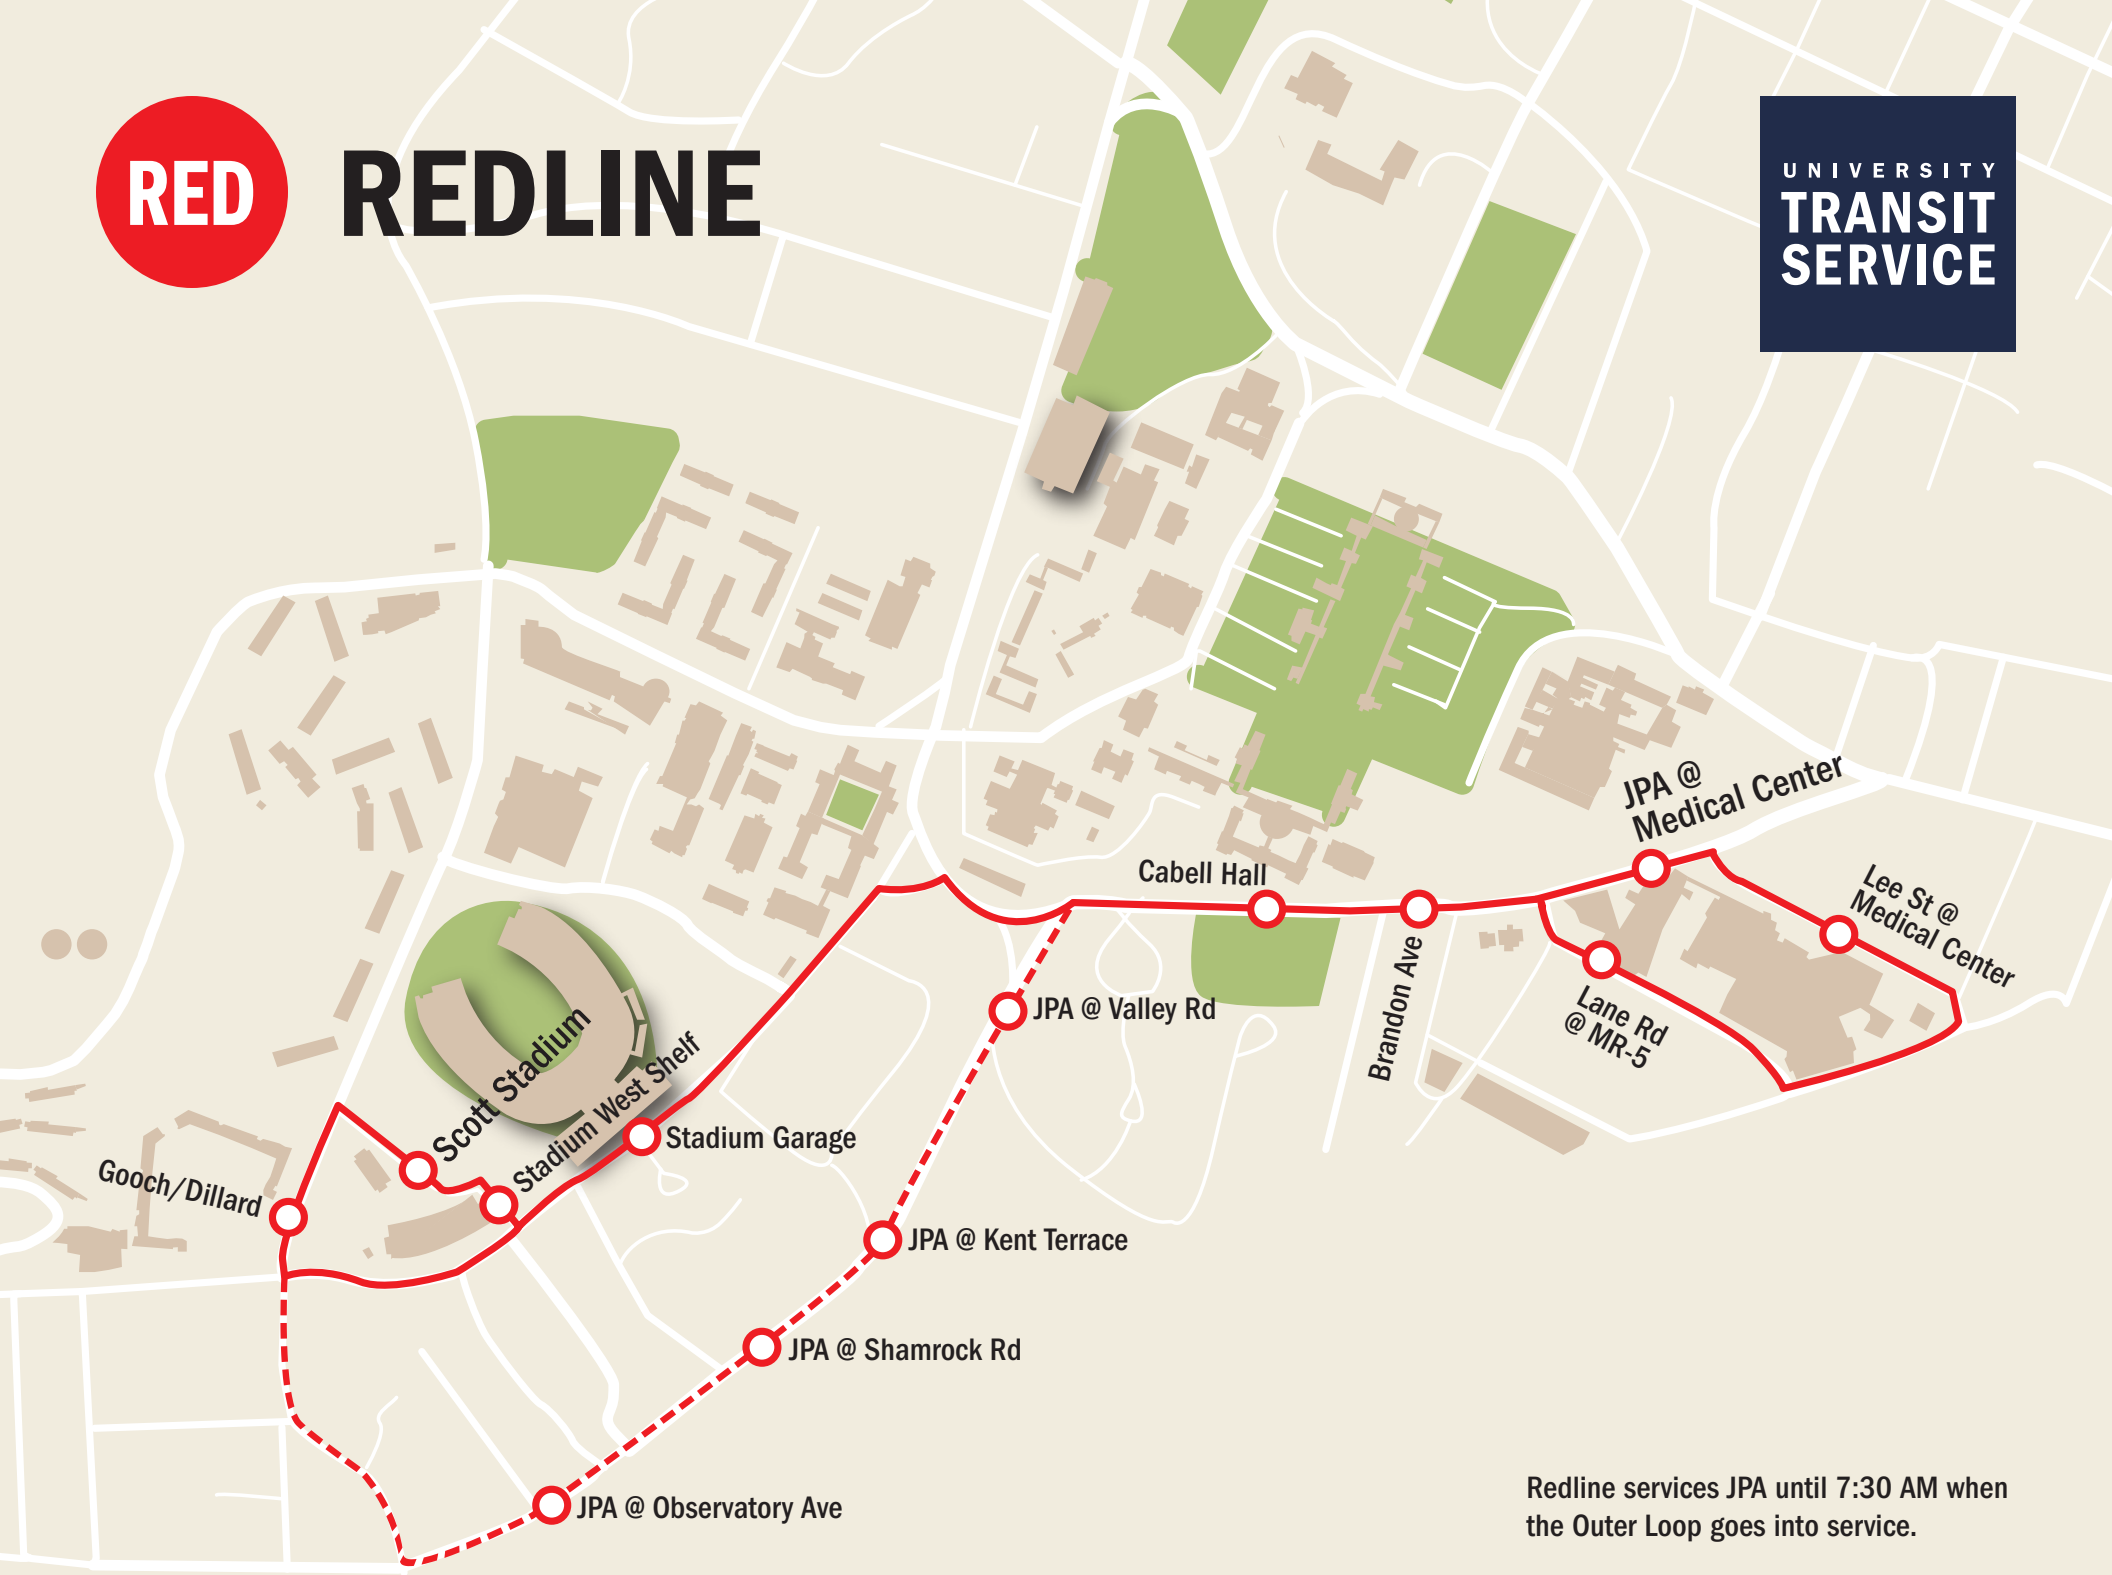 RED
REDLINE
UNIVERSITY
TRANSIT
SERVICE
JPA @
Medical Center
Cabell Hall
Lee St @
Medical Center
Brandon Ave
Lane Rd
@ MR-5
JPA @ Valley Rd
Scott Stadium
Stadium West Shelf
Stadium Garage
Gooch/Dillard
JPA @ Kent Terrace
JPA @ Shamrock Rd
JPA @ Observatory Ave
Redline services JPA until 7:30 AM when
the Outer Loop goes into service.